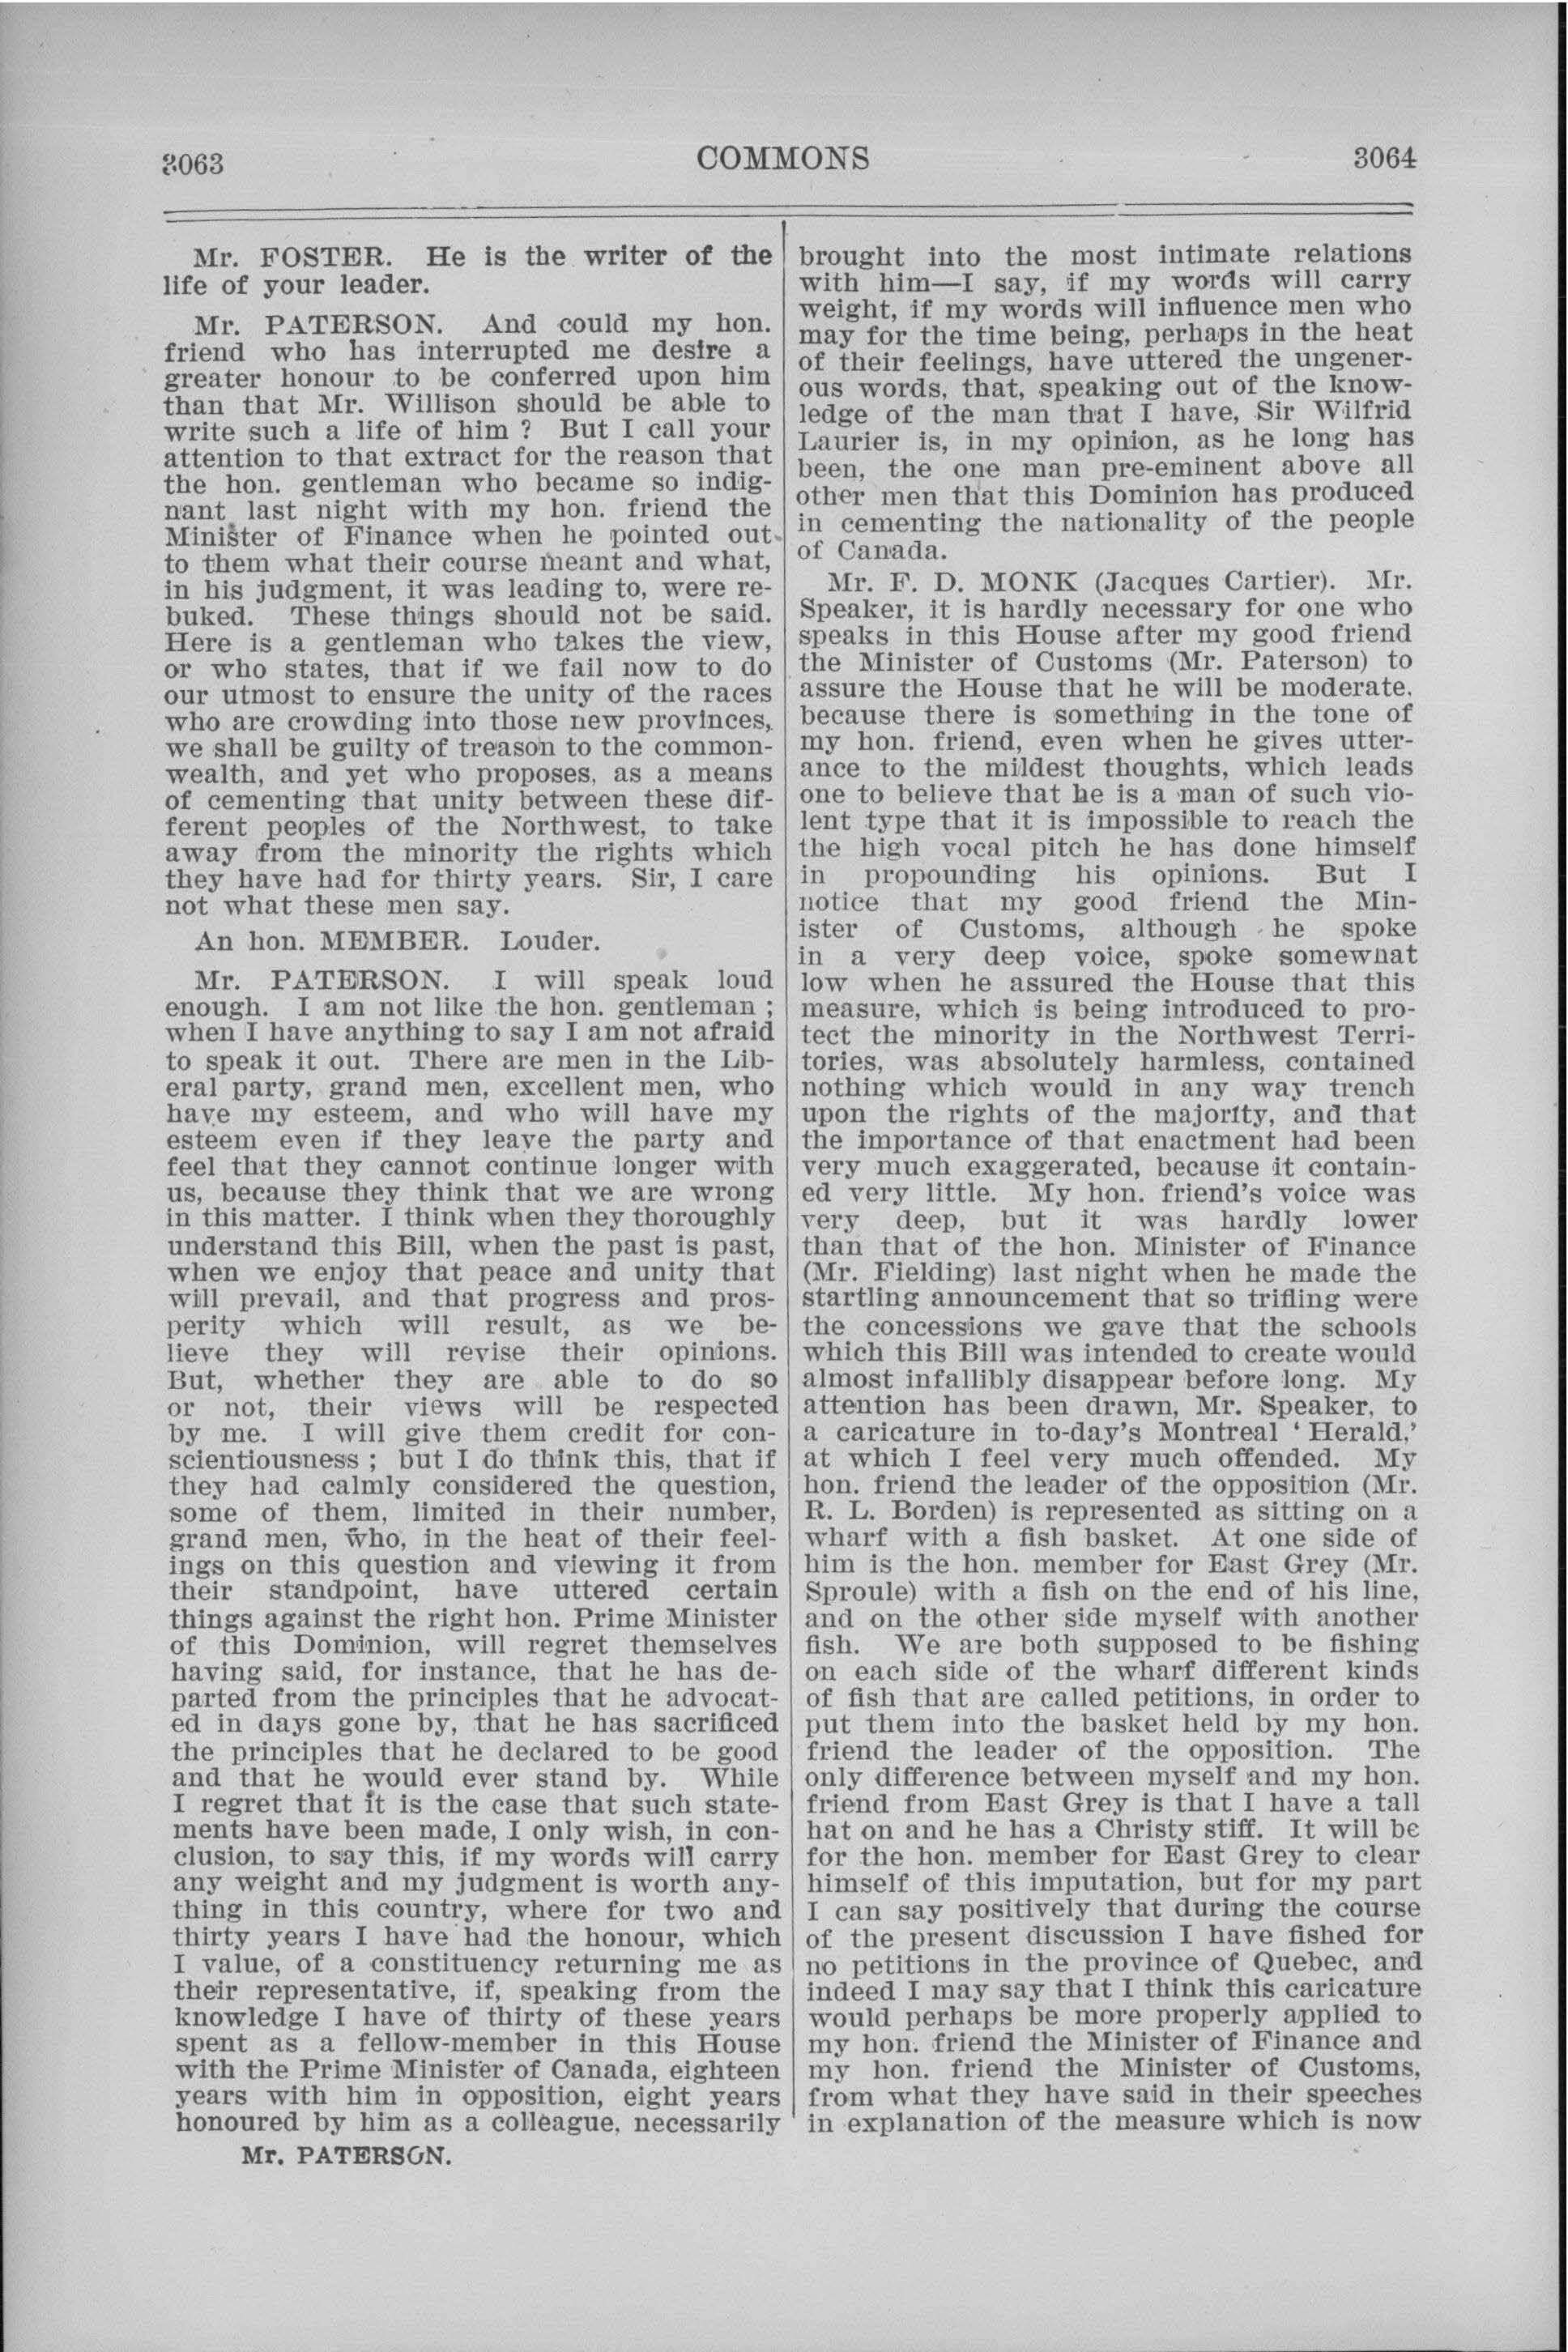 3063
COMMONS
3064
Mr. FOSTER. He is the writer of the
life of your leader.
Mr. PATERSON. And could my hon.
friend who has interrupted me desire a
greater honour to be conferred upon him
than that Mr. Willison should be able to
write such a life of him ? But I call your
attention to that extract for the reason that
the hon. gentleman who became so indig-
nant last night with my hon. friend the
Minister of Finance when he pointed out
to them what their course meant and what,
in his judgment, it was leading to, were re-
buked. These things should not be said.
Here is a gentleman who takes the view,
or who states, that if we fail now to do
our utmost to ensure the unity of the races
who are crowding into those new provinces,
we shall be guilty of treason to the common-
wealth, and yet who proposes, as a means
of cementing that unity between these dif-
ferent peoples of the Northwest, to take
away from the minority the rights which
they have had for thirty years. Sir, I care
not what these men say.
An hon. MEMBER. Louder.
Mr. PATERSON. I will speak loud
enough. I am not like the hon. gentleman ;
when I have anything to say I am not afraid
to speak it out. There are men in the Lib-
eral party, grand men, excellent men, who
have my esteem, and who will have my
esteem even if they leave the party and
feel that they cannot continue longer with
us, because they think that we are wrong
in this matter. I think when they thoroughly
understand this Bill, when the past is past,
when we enjoy that peace and unity that
will prevail, and that progress and pros-
perity which will result, as we be-
lieve they will revise their opinions.
But, whether they are able to do so
or not, their views will be respected
by me. I will give them credit for con-
scientiousness ; but I do think this, that if
they had calmly considered the question,
some of them, limited in their number,
grand men, who, in the heat of their feel-
ings on this question and viewing it from
their standpoint, have uttered certain
things against the right hon. Prime Minister
of this Dominion, will regret themselves
having said, for instance, that he has de-
parted from the principles that he advocat-
ed in days gone by, that he has sacrificed
the principles that he declared to be good
and that he would ever stand by. While
I regret that it is the case that such state-
ments have been made, I only wish, in con-
clusion, to say this, if my words will carry
any weight and my judgment is worth any-
thing in this country, where for two and
thirty years I have had the honour, which
I value, of a constituency returning me as
their representative, if, speaking from the
knowledge I have of thirty of these years
spent as a fellow-member in this House
with the Prime Minister of Canada, eighteen
years with him in opposition, eight years
honoured by him as a colleague, necessarily
Mr. PATERSON.
brought into the most intimate relations
with him—I say, if my words will carry
weight, if my words will influence men who
may for the time being, perhaps in the heat
of their feelings, have uttered the ungener-
ous words, that, speaking out of the know-
ledge of the man that I have, Sir Wilfrid
Laurier is, in my opinion, as he long has
been, the one man pre-eminent above all
other men that this Dominion has produced
in cementing the nationality of the people
of Canada.
Mr. F. D. MONK (Jacques Cartier). Mr.
Speaker, it is hardly necessary for one who
speaks in this House after my good friend
the Minister of Customs (Mr. Paterson) to
assure the House that he will be moderate,
because there is something in the tone of
my hon. friend, even when he gives utter-
ance to the mildest thoughts, which leads
one to believe that he is a man of such vio-
lent type that it is impossible to reach the
the high vocal pitch he has done himself
in propounding his opinions. But I
notice that my good friend the Min-
ister of Customs, although he spoke
in a very deep voice, spoke somewhat
low when he assured the House that this
measure, which is being introduced to pro-
tect the minority in the Northwest Terri-
tories, was absolutely harmless, contained
nothing which would in any way trench
upon the rights of the majority, and that
the importance of that enactment had been
very much exaggerated, because it contain-
ed very little. My hon. friend's voice was
very deep, but it was hardly lower
than that of the hon. Minister of Finance
(Mr. Fielding) last night when he made the
startling announcement that so trifling were
the concessions we gave that the schools
which this Bill was intended to create would
almost infallibly disappear before long. My
attention has been drawn, Mr. Speaker, to
a caricature in to-day's Montreal ' Herald,'
at which I feel very much offended. My
hon. friend the leader of the opposition (Mr.
R. L. Borden) is represented as sitting on a
wharf with a fish basket. At one side of
him is the hon. member for East Grey (Mr.
Sproule) with a fish on the end of his line,
and on the other side myself with another
fish. We are both supposed to be fishing
on each side of the wharf different kinds
of fish that are called petitions, in order to
put them into the basket held by my hon.
friend the leader of the opposition. The
only difference between myself and my hon.
friend from East Grey is that I have a tall
hat on and he has a Christy stiff. It will be
for the hon. member for East Grey to clear
himself of this imputation, but for my part
I can say positively that during the course
of the present discussion I have fished for
no petitions in the province of Quebec, and
indeed I may say that I think this caricature
would perhaps be more properly applied to
my hon. friend the Minister of Finance and
my hon. friend the Minister of Customs,
from what they have said in their speeches
in explanation of the measure which is now